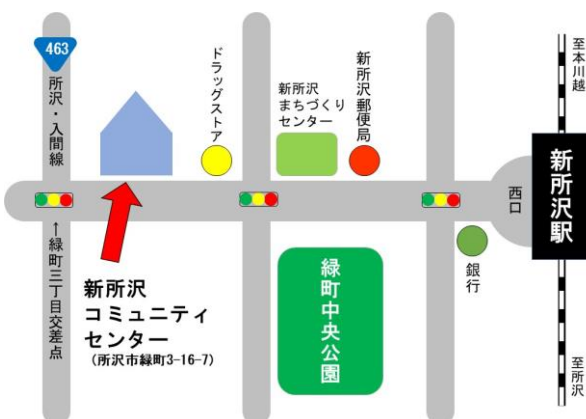 463
所沢・入間線
ドラッグストア
新所沢
まちづくり
センター
新所沢郵便局
至本川越
新所沢駅
西口
↑緑町三丁目交差点
新所沢
コミュニティ
センター
(所沢市緑町3-16-7)
緑町中央公園
銀行
至所沢